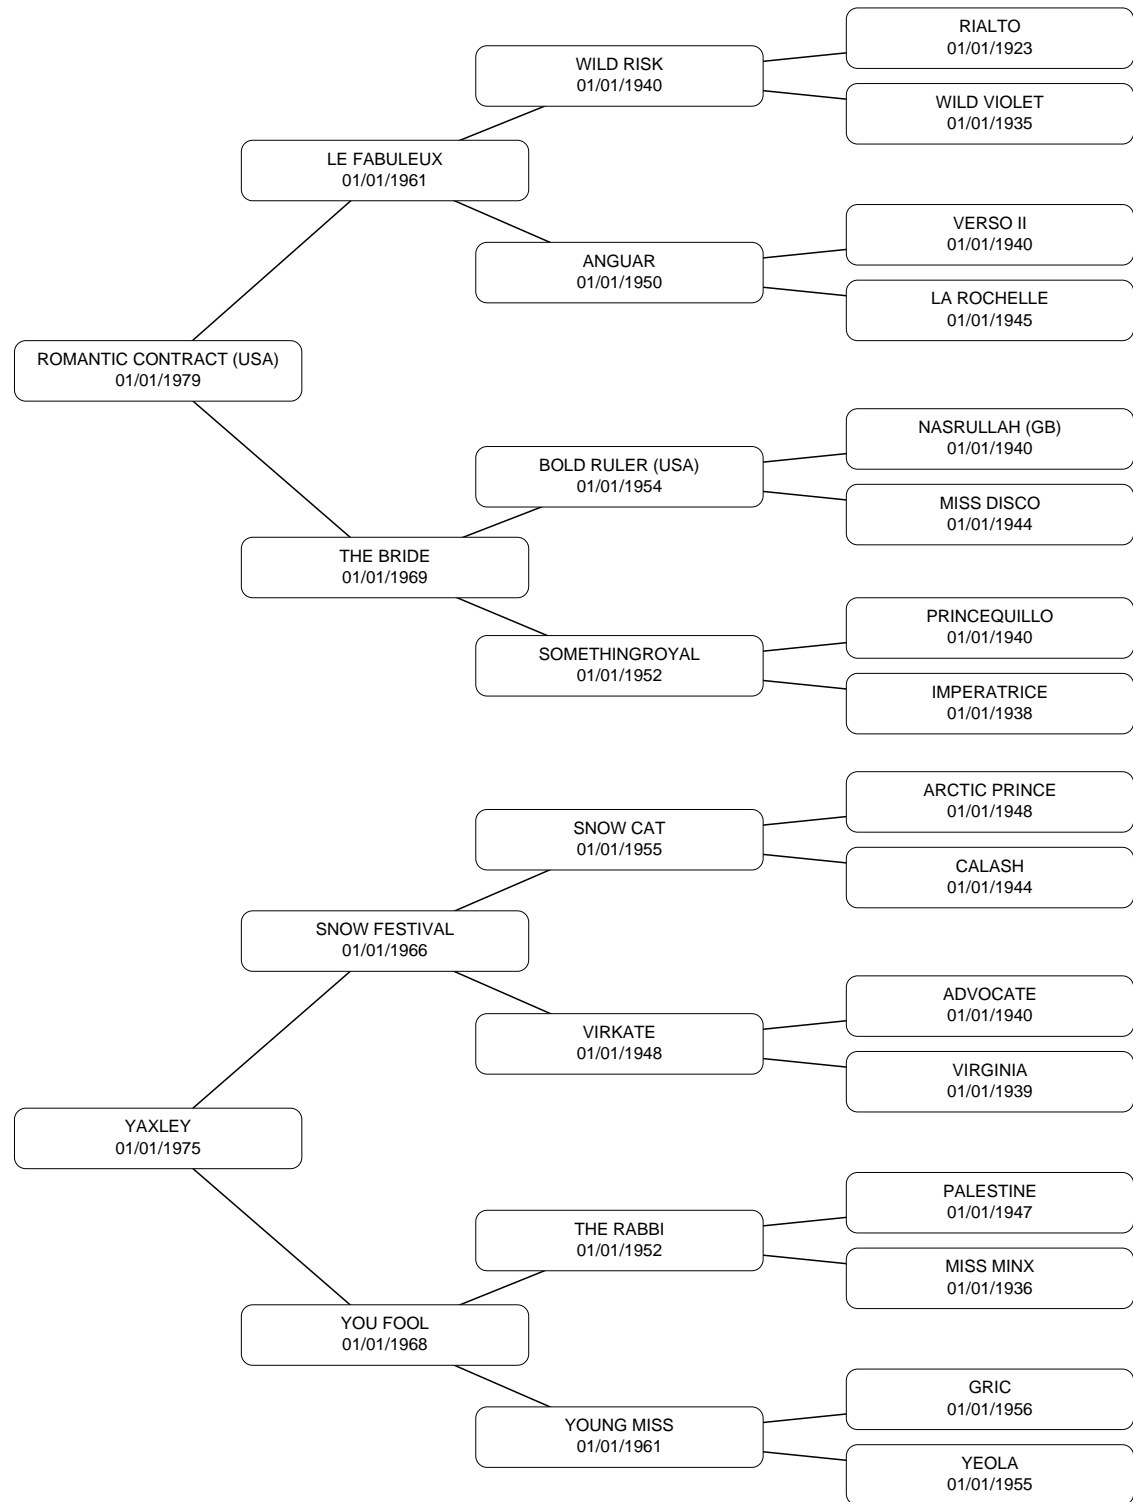 RIALTO
01/01/1923
WILD RISK
01/01/1940
WILD VIOLET
01/01/1935
LE FABULEUX
01/01/1961
VERSO II
01/01/1940
ANGUAR
01/01/1950
LA ROCHELLE
01/01/1945
ROMANTIC CONTRACT (USA)
01/01/1979
NASRULLAH (GB)
01/01/1940
BOLD RULER (USA)
01/01/1954
MISS DISCO
01/01/1944
THE BRIDE
01/01/1969
PRINCEQUILLO
01/01/1940
SOMETHINGROYAL
01/01/1952
IMPERATRICE
01/01/1938
ARCTIC PRINCE
01/01/1948
SNOW CAT
01/01/1955
CALASH
01/01/1944
SNOW FESTIVAL
01/01/1966
ADVOCATE
01/01/1940
VIRKATE
01/01/1948
VIRGINIA
01/01/1939
YAXLEY
01/01/1975
PALESTINE
01/01/1947
THE RABBI
01/01/1952
MISS MINX
01/01/1936
YOU FOOL
01/01/1968
GRIC
01/01/1956
YOUNG MISS
01/01/1961
YEOLA
01/01/1955